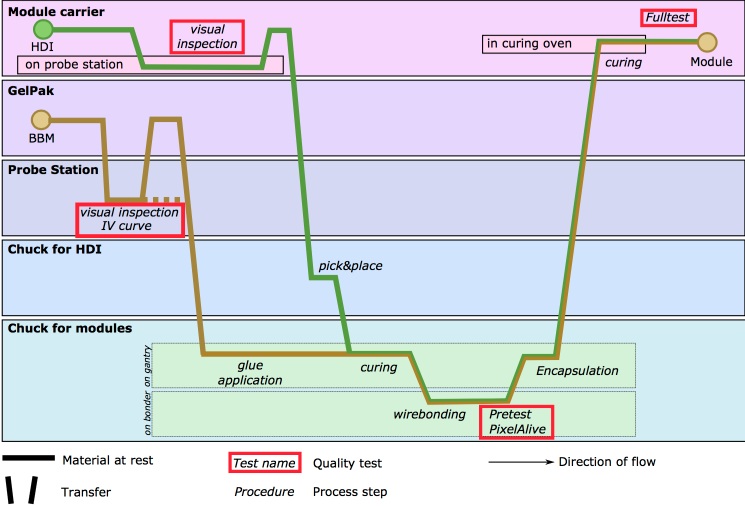 Module carrier
Fulltest
visual
inspection
HDI
in curing oven
on probe station
curing
Module
GelPak
BBM
Probe Station
visual inspection
IV curve
Chuck for HDI
pick&place
Chuck for modules
on gantry
glue
application
curing
Encapsulation
on bonder
wirebonding
Pretest
PixelAlive
Material at rest
Test name
Quality test
Direction of flow
Transfer
Procedure
Process step